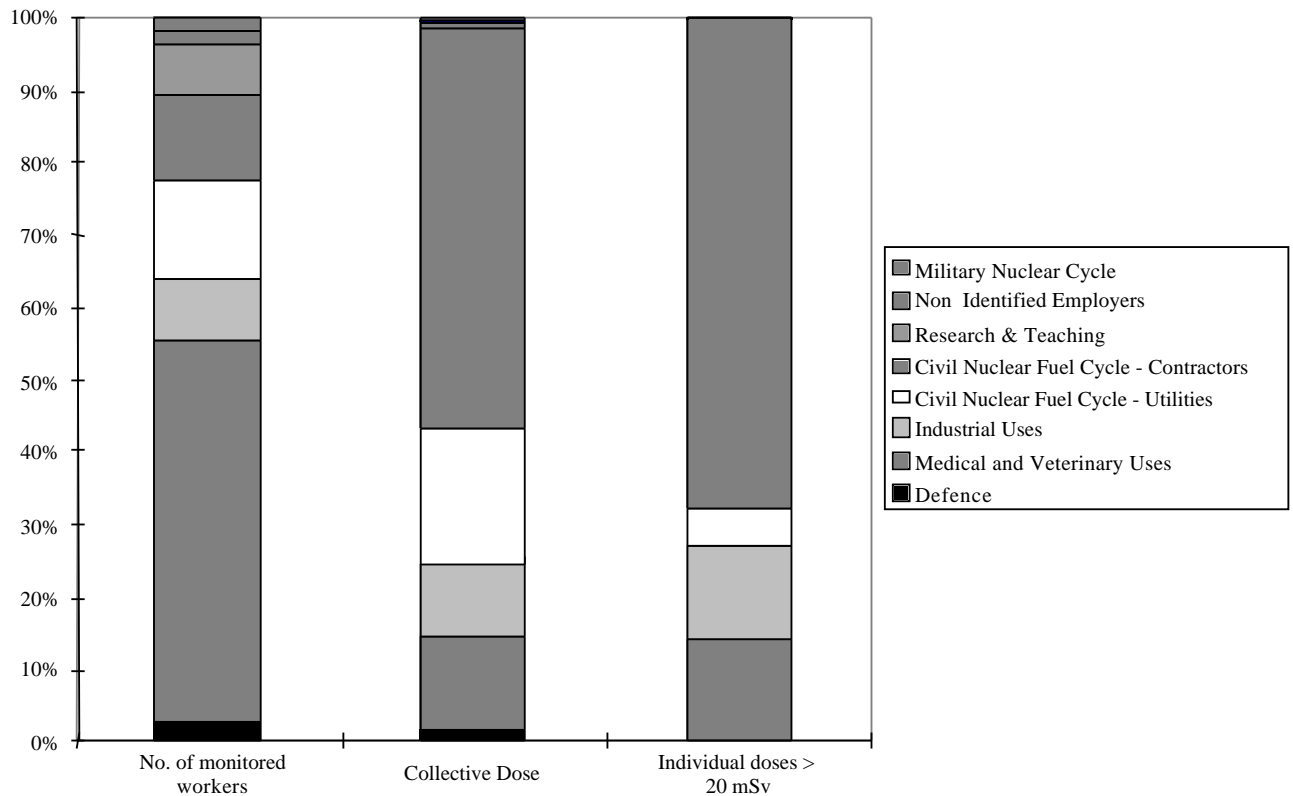 100%
90%
80%
70%
60%
50%
40%
30%
20%
10%
0%
No. of monitored
workers
Collective Dose
Individual doses >
20 mSv
Military Nuclear Cycle
Non Identified Employers
Research & Teaching
Civil Nuclear Fuel Cycle - Contractors
Civil Nuclear Fuel Cycle - Utilities
Industrial Uses
Medical and Veterinary Uses
Defence